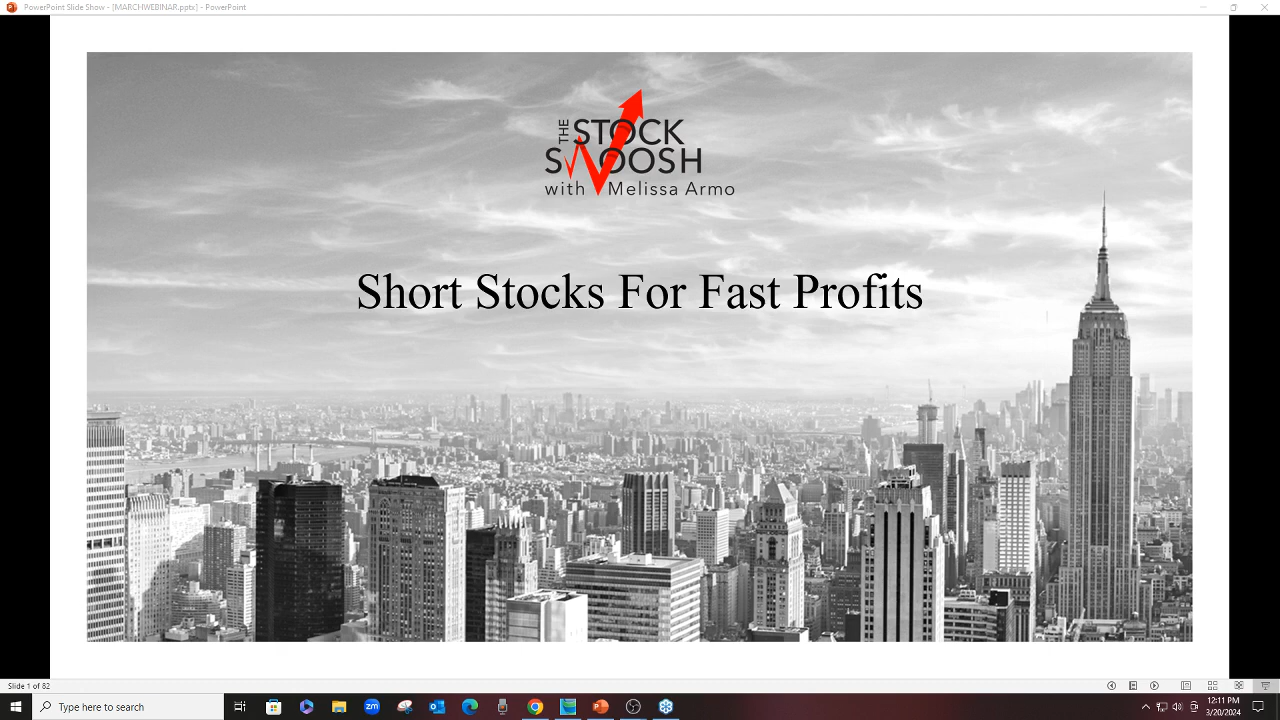 PowerPoint Slide Show - [MARCHWEBINAR.pptx] - PowerPoint
THE STOCK
SWOOSH
with Melissa Armo
Short Stocks For Fast Profits
Slide 1 of 82
Type here to search
zm
12:11 PM
3/20/2024